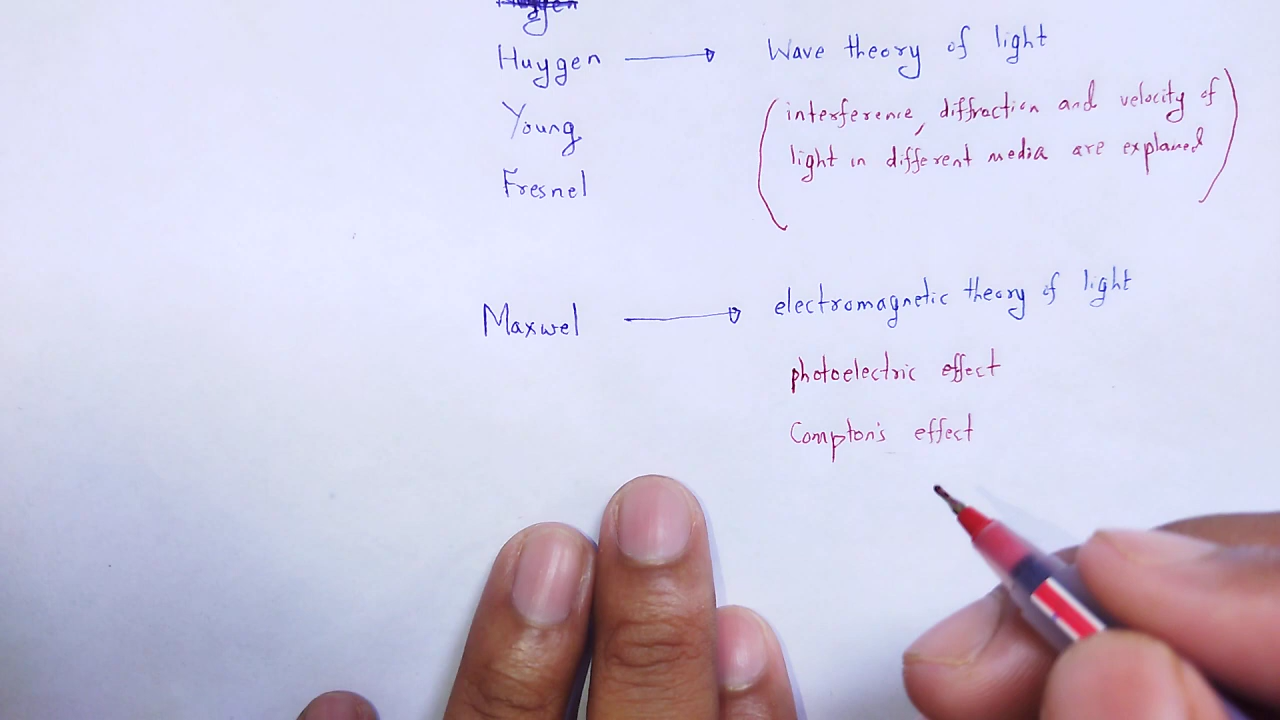 Huygen → Wave theory of light
Young
Fresnel
(interference, diffraction and velocity of
light in different media are explaned)
Maxwel → electromagnetic theory of light
photoelectric effect
Compton's effect